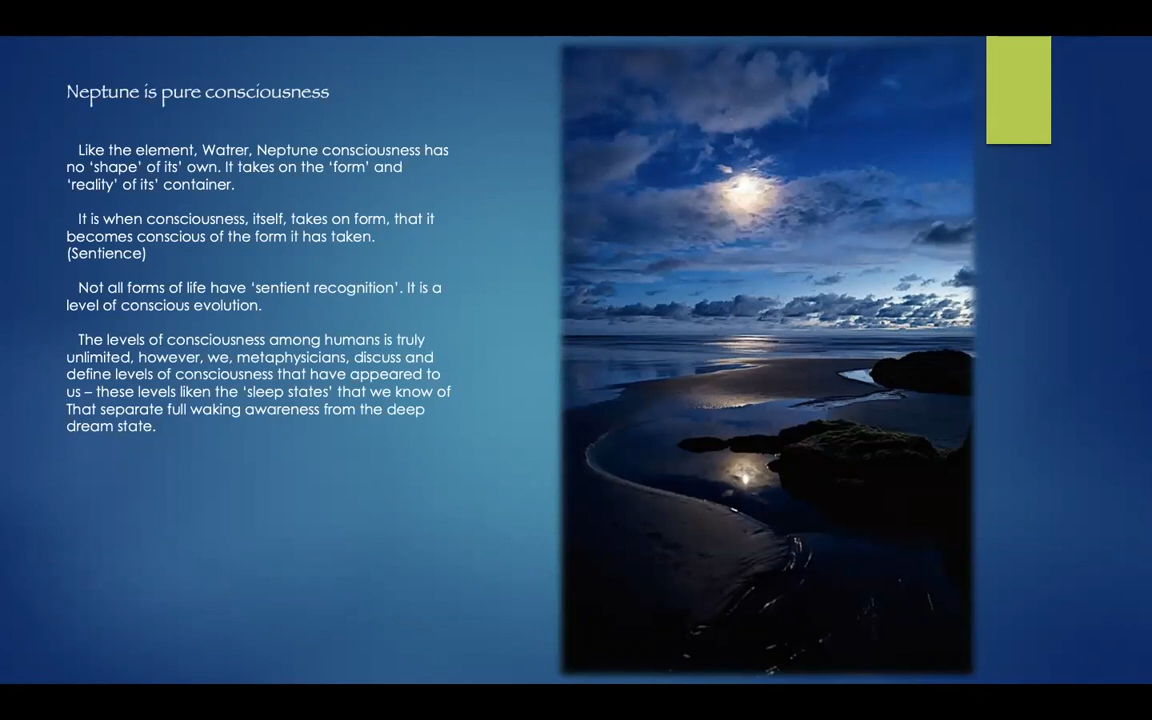 Neptune is pure consciousness
Like the element, Watrer, Neptune consciousness has
no ‘shape’ of its’ own. It takes on the ‘form’ and
‘reality’ of its’ container.
It is when consciousness, itself, takes on form, that it
becomes conscious of the form it has taken.
(Sentience)
Not all forms of life have ‘sentient recognition’. It is a
level of conscious evolution.
The levels of consciousness among humans is truly
unlimited, however, we, metaphysicians, discuss and
define levels of consciousness that have appeared to
us – these levels liken the ‘sleep states’ that we know of
That separate full waking awareness from the deep
dream state.